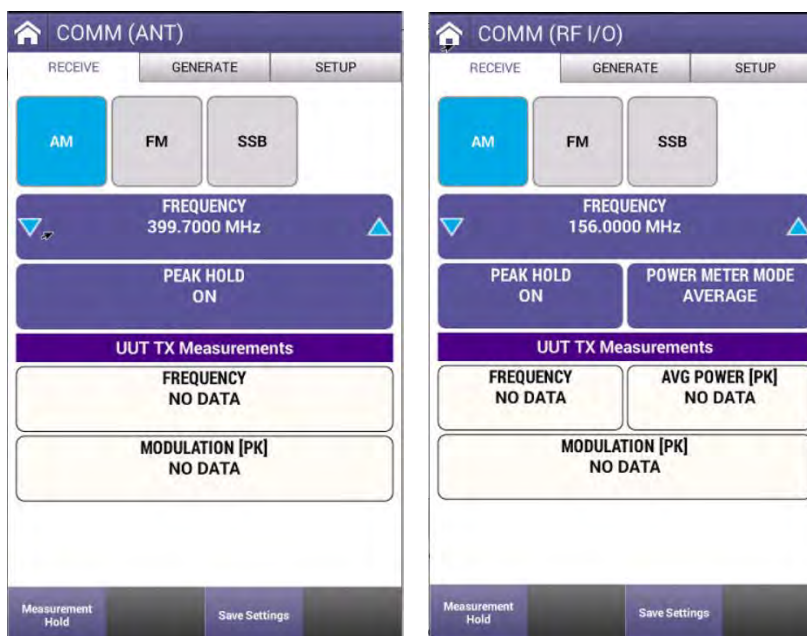 COMM (ANT)
RECEIVE GENERATE SETUP
AM FM SSB
FREQUENCY
399.7000 MHz
PEAK HOLD
ON
UUT TX Measurements
FREQUENCY
NO DATA
MODULATION [PK]
NO DATA
Measurement
Hold
Save Settings
COMM (RF I/O)
RECEIVE GENERATE SETUP
AM FM SSB
FREQUENCY
156.0000 MHz
PEAK HOLD POWER METER MODE
ON AVERAGE
UUT TX Measurements
FREQUENCY AVG POWER [PK]
NO DATA NO DATA
MODULATION [PK]
NO DATA
Measurement
Hold
Save Settings